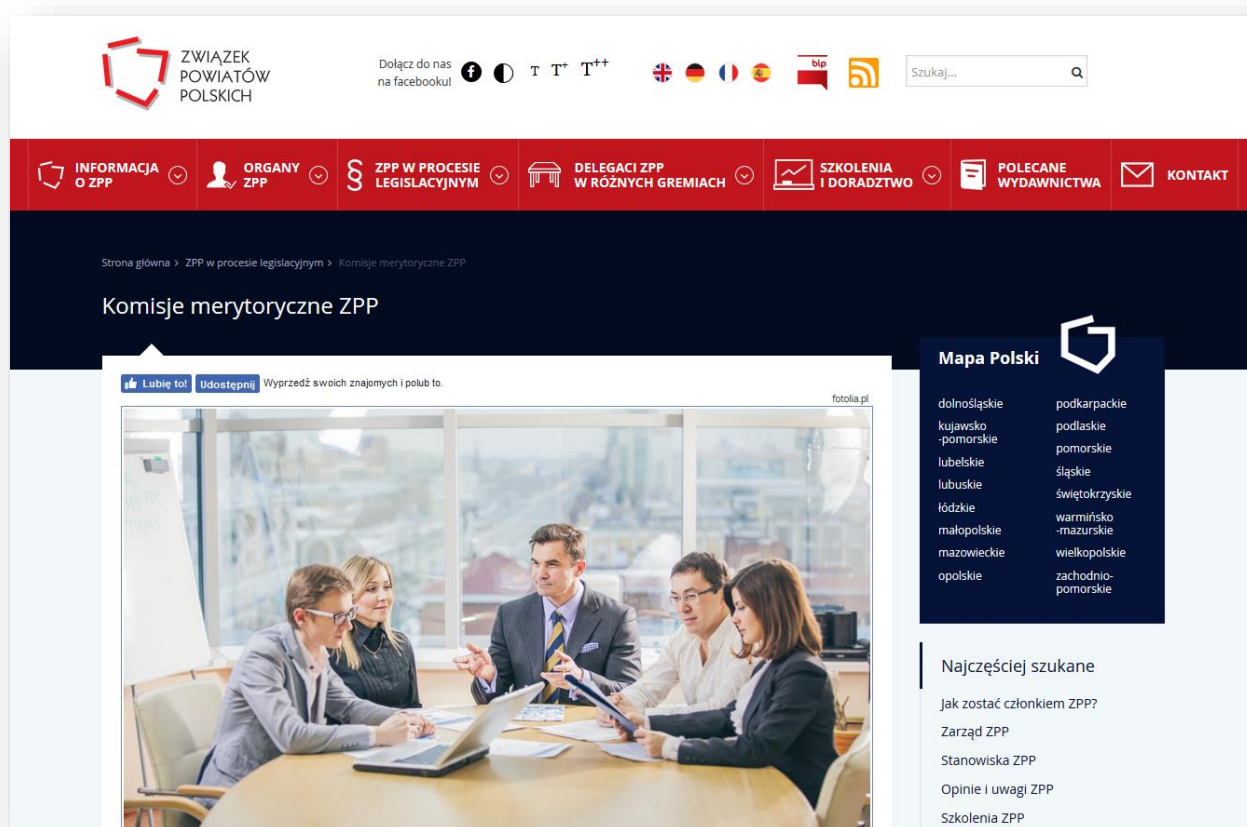 ZWIĄZEK
POWIATÓW
POLSKICH
Dołącz do nas
na facebooku!
T T+ T++
bip
Szukaj...
INFORMACJA
O ZPP
ORGANY
ZPP
§ ZPP W PROCESIE
LEGISLACYJNYM
DELEGACI ZPP
W RÓŻNYCH GREMIACH
SZKOLENIA
I DORADZTWO
POLECANE
WYDAWNICTWA
KONTAKT
Strona główna > ZPP w procesie legislacyjnym > Komisje merytoryczne ZPP
Komisje merytoryczne ZPP
Lubię to! Udostępnij Wyprzedź swoich znajomych i polub to.
fotolia.pl
Mapa Polski
dolnośląskie
kujawsko
-pomorskie
lubelskie
lubuskie
łódzkie
małopolskie
mazowieckie
opolskie
podkarpackie
podlaskie
pomorskie
śląskie
świętokrzyskie
warmińsko
-mazurskie
wielkopolskie
zachodnio-
pomorskie
Najczęściej szukane
Jak zostać członkiem ZPP?
Zarząd ZPP
Stanowiska ZPP
Opinie i uwagi ZPP
Szkolenia ZPP